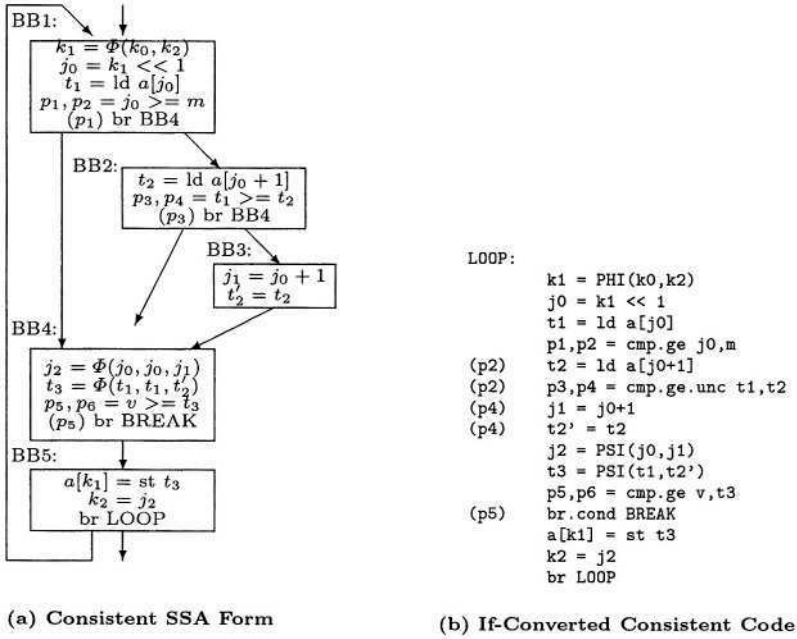 BB1:
k₁ = Φ(k₀, k₂)
j₀ = k₁ << 1
t₁ = ld a[j₀]
p₁, p₂ = j₀ >= m
(p₁) br BB4
BB2:
t₂ = ld a[j₀ + 1]
p₃, p₄ = t₁ >= t₂
(p₃) br BB4
BB3:
j₁ = j₀ + 1
t₂′ = t₂
BB4:
j₂ = Φ(j₀, j₀, j₁)
t₃ = Φ(t₁, t₁, t₂′)
p₅, p₆ = v >= t₃
(p₅) br BREAK
BB5:
a[k₁] = st t₃
k₂ = j₂
br LOOP
(a) Consistent SSA Form
LOOP:
k1 = PHI(k0,k2)
j0 = k1 << 1
t1 = ld a[j0]
p1,p2 = cmp.ge j0,m
(p2) t2 = ld a[j0+1]
(p2) p3,p4 = cmp.ge.unc t1,t2
(p4) j1 = j0+1
(p4) t2' = t2
j2 = PSI(j0,j1)
t3 = PSI(t1,t2')
p5,p6 = cmp.ge v,t3
(p5) br.cond BREAK
a[k1] = st t3
k2 = j2
br LOOP
(b) If-Converted Consistent Code